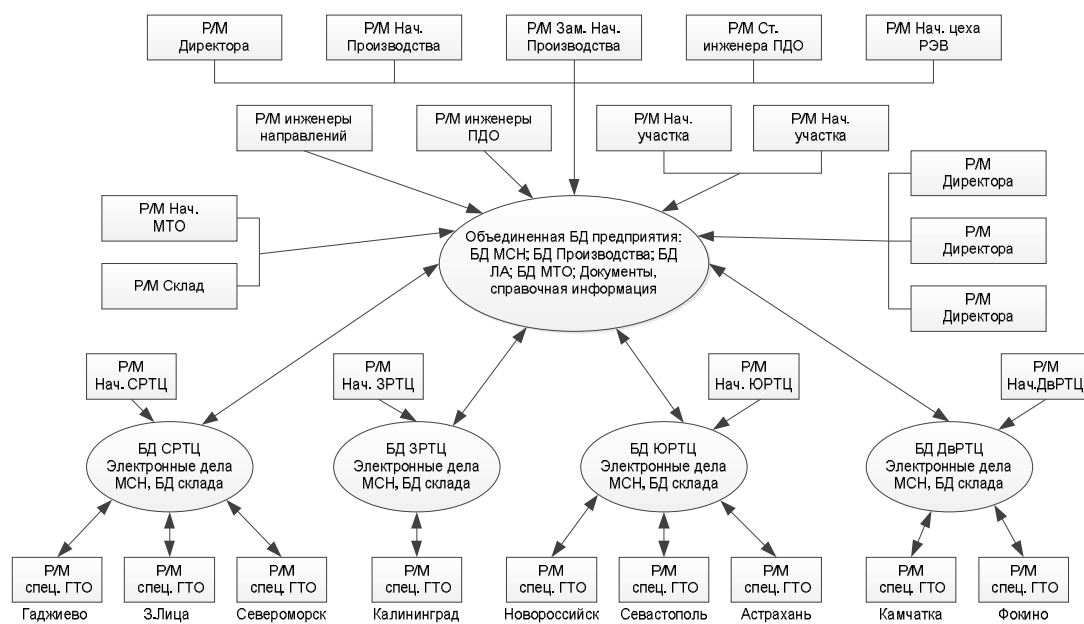 Р/М
Директора
Р/М Нач.
Производства
Р/М Зам. Нач.
Производства
Р/М Ст.
инженера ПДО
Р/М Нач. цеха
РЭВ
Р/М инженеры
направлений
Р/М инженеры
ПДО
Р/М Нач.
участка
Р/М Нач.
участка
Р/М Нач.
МТО
Р/М Склад
Объединенная БД предприятия:
БД МСН; БД Производства; БД
ЛА; БД МТО; Документы,
справочная информация
Р/М
Директора
Р/М
Директора
Р/М
Директора
Р/М
Нач. СРТЦ
Р/М
Нач. ЗРТЦ
Р/М
Нач. ЮРТЦ
Р/М
Нач.ДвРТЦ
БД СРТЦ
Электронные дела
МСН, БД склада
БД ЗРТЦ
Электронные дела
МСН, БД склада
БД ЮРТЦ
Электронные дела
МСН, БД склада
БД ДвРТЦ
Электронные дела
МСН, БД склада
Р/М
спец. ГТО
Гаджиево
Р/М
спец. ГТО
З.Лица
Р/М
спец. ГТО
Североморск
Р/М
спец. ГТО
Калининград
Р/М
спец. ГТО
Новороссийск
Р/М
спец. ГТО
Севастополь
Р/М
спец. ГТО
Астрахань
Р/М
спец. ГТО
Камчатка
Р/М
спец. ГТО
Фокино